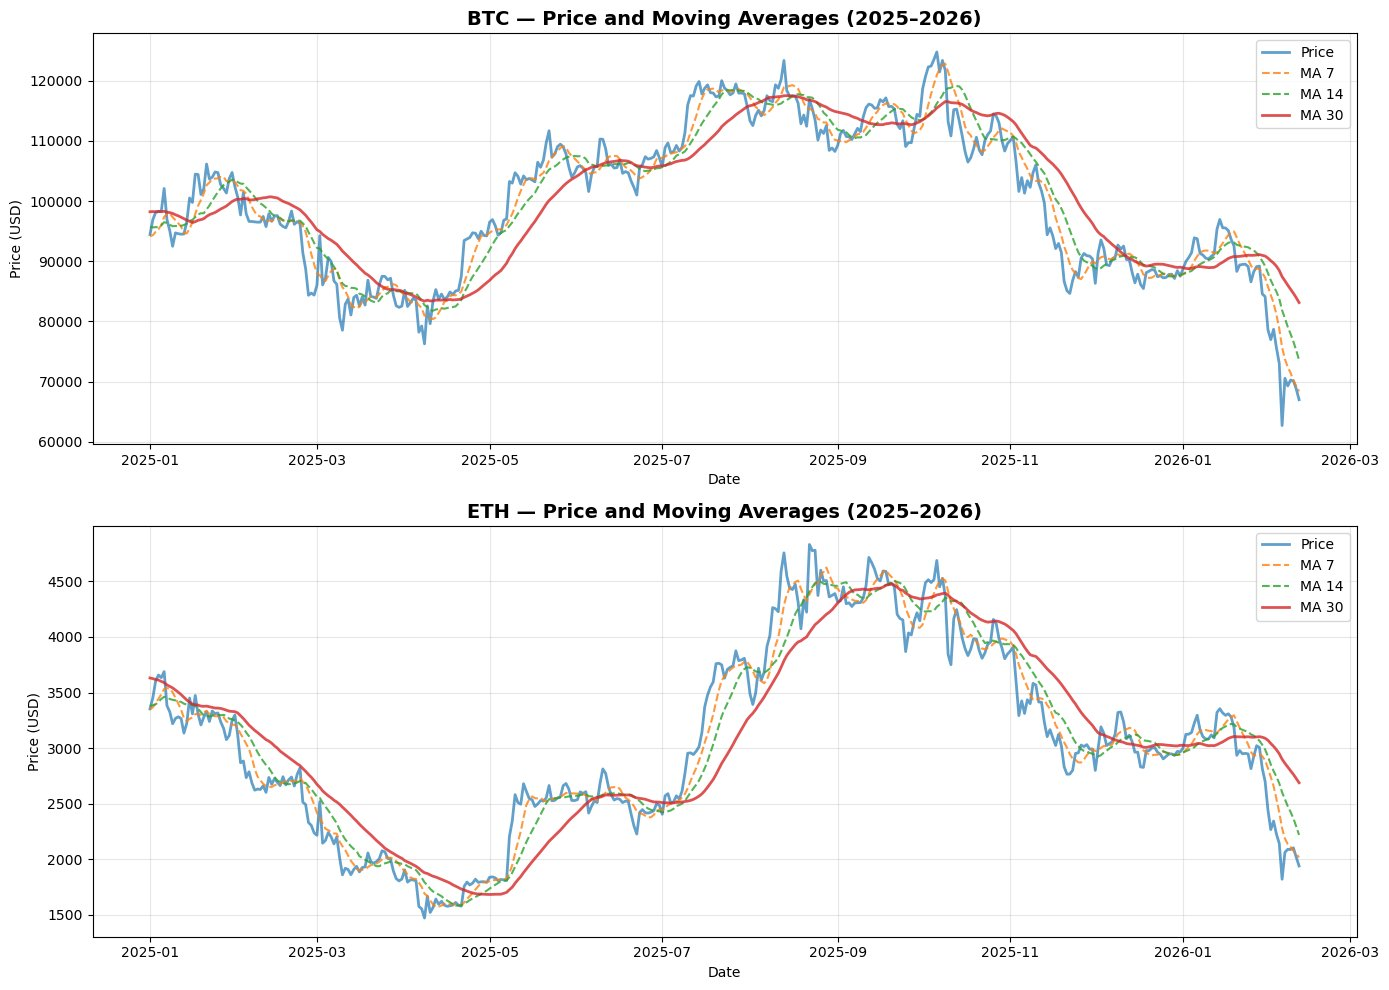 BTC — Price and Moving Averages (2025–2026)
Price (USD)
120000
110000
100000
90000
80000
70000
60000
Price
MA 7
MA 14
MA 30
2025-01 2025-03 2025-05 2025-07 2025-09 2025-11 2026-01 2026-03
Date
ETH — Price and Moving Averages (2025–2026)
Price (USD)
4500
4000
3500
3000
2500
2000
1500
Price
MA 7
MA 14
MA 30
2025-01 2025-03 2025-05 2025-07 2025-09 2025-11 2026-01 2026-03
Date